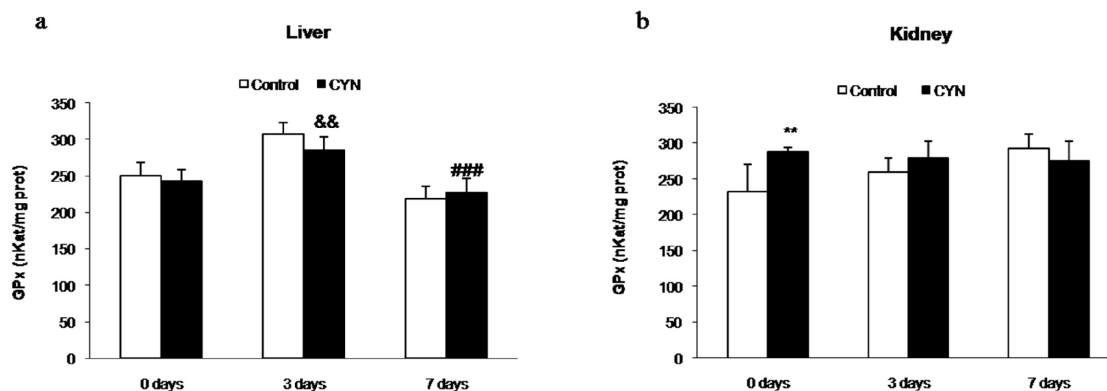 a
Liver
Control CYN
GPx (nKat/mg prot)
350
300
250
200
150
100
50
0
&&
###
0 days 3 days 7 days
b
Kidney
Control CYN
GPx (nKat/mg prot)
350
300
250
200
150
100
50
0
**
0 days 3 days 7 days